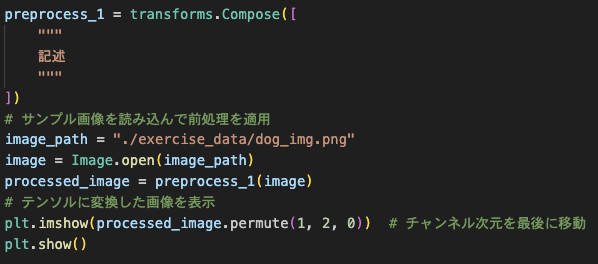 preprocess_1 = transforms.Compose([
    """
    記述
    """
])
# サンプル画像を読み込んで前処理を適用
image_path = "./exercise_data/dog_img.png"
image = Image.open(image_path)
processed_image = preprocess_1(image)
# テンソルに変換した画像を表示
plt.imshow(processed_image.permute(1, 2, 0))  # チャンネル次元を最後に移動
plt.show()